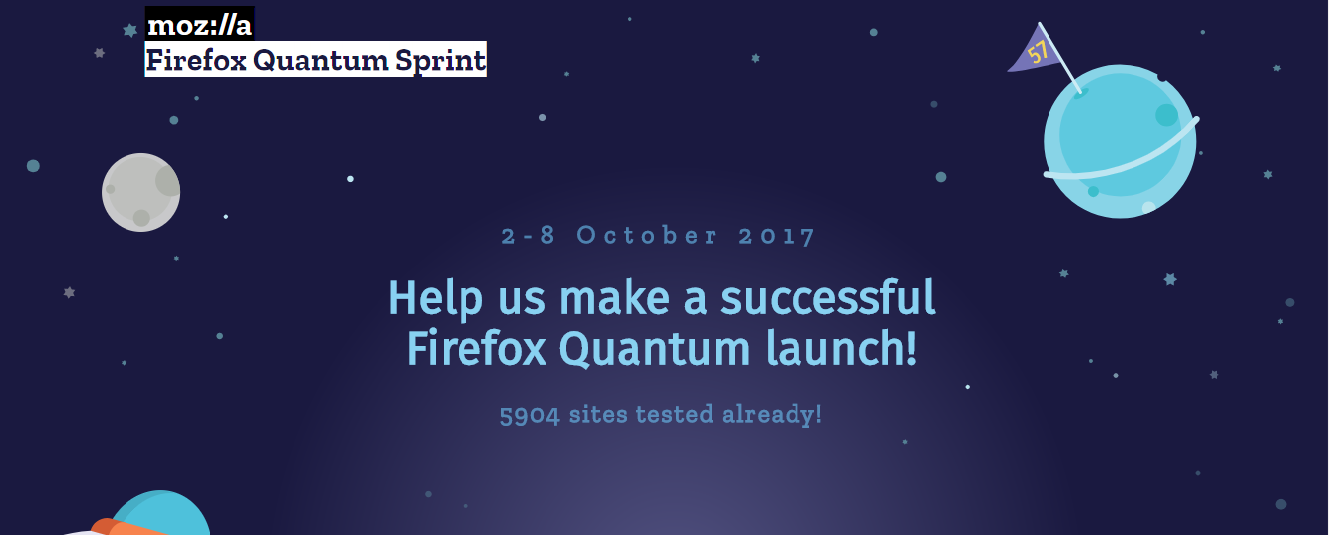 moz://a
Firefox Quantum Sprint
57
2-8 October 2017
Help us make a successful
Firefox Quantum launch!
5904 sites tested already!